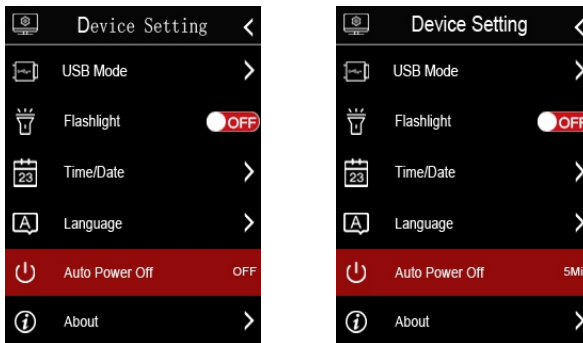 Device Setting
USB Mode
Flashlight OFF
23 Time/Date
A Language
Auto Power Off OFF
About
Device Setting
USB Mode
Flashlight OFF
23 Time/Date
A Language
Auto Power Off 5Mi
About